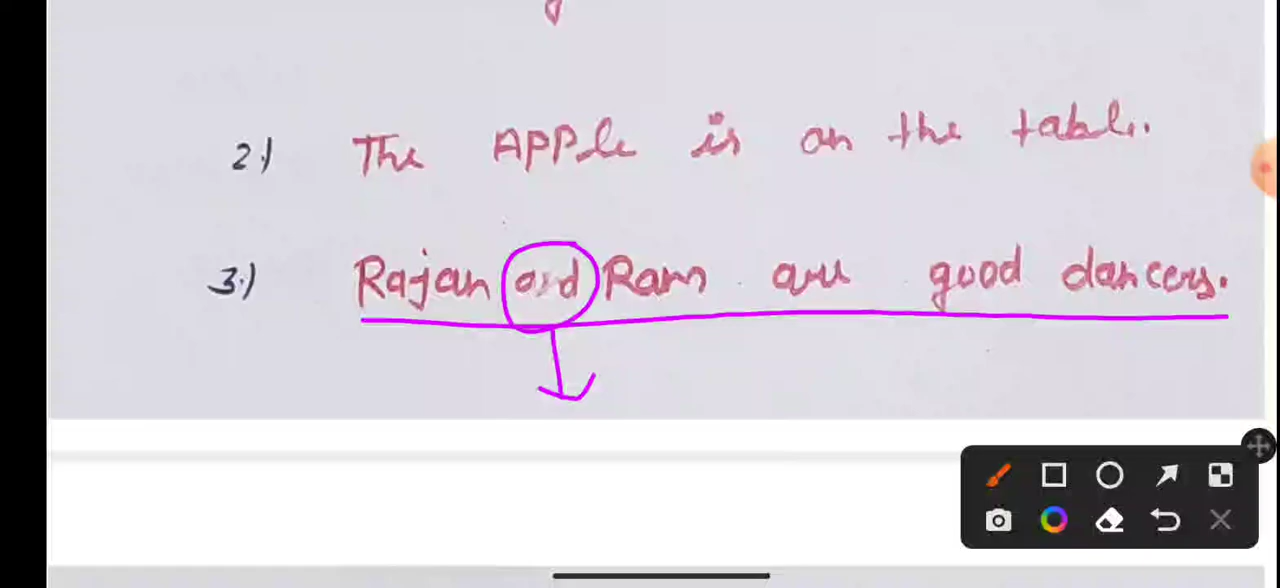 2.) The APPle is on the table.
3.) Rajan and Ram are good dancers.